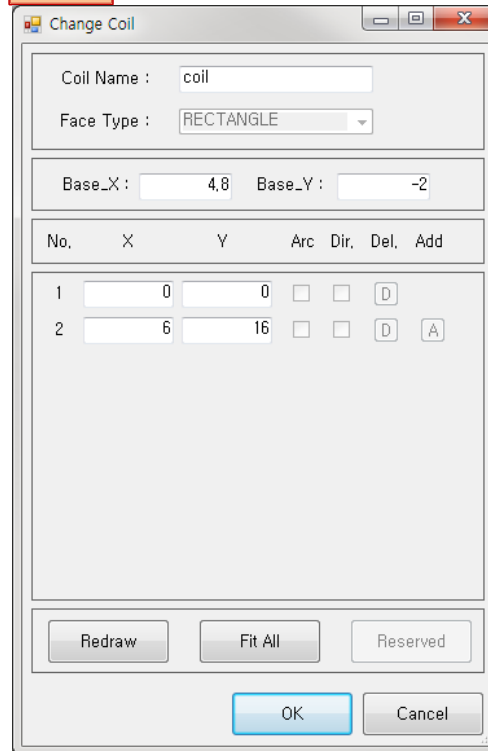 Change Coil
Coil Name : coil
Face Type : RECTANGLE
Base_X : 4,8 Base_Y : -2
No, X Y Arc Dir, Del, Add
1 0 0 D
2 6 16 D A
Redraw Fit All Reserved
OK Cancel